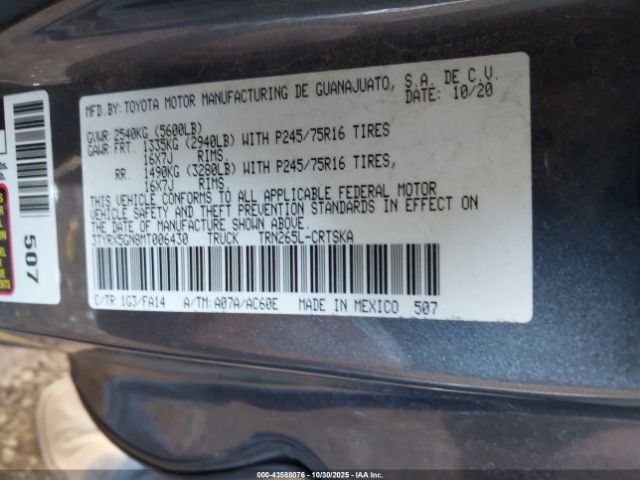 MFD.BY:TOYOTA MOTOR MANUFACTURING DE GUANAJUATO, S.A. DE C.V.
DATE: 10/20
GVWR:2540KG (5600LB)
GAWR:FRT. 1335KG (2940LB) WITH P245/75R16 TIRES
16X7J RIMS,
RR. 1490KG (3280LB) WITH P245/75R16 TIRES,
16X7J RIMS,
THIS VEHICLE CONFORMS TO ALL APPLICABLE FEDERAL MOTOR
VEHICLE SAFETY AND THEFT PREVENTION STANDARDS IN EFFECT ON
THE DATE OF MANUFACTURE SHOWN ABOVE.
3TYRX5GN8MT006430 TRUCK TRN265L-CRTSKA
C/TR:1G3/FA14 A/TM:A07A/AC60E MADE IN MEXICO 507
507
lbs.
000-43588076 - 10/30/2025 - IAAI.com